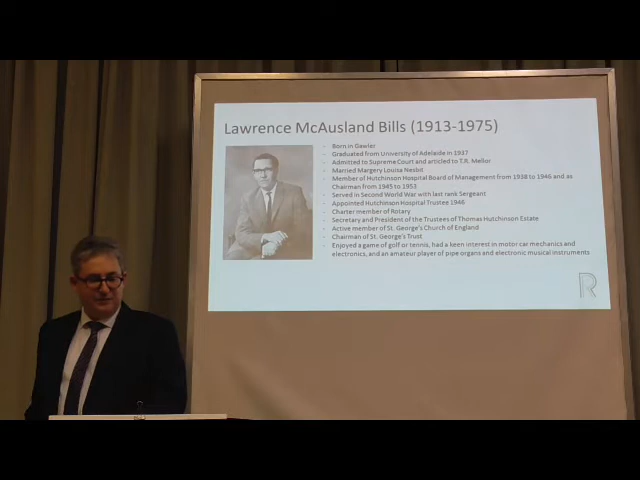 Lawrence McAusland Bills (1913-1975)
- Born in Gawler
- Graduated from University of Adelaide in 1937
- Admitted to Supreme Court and articled to T.R. Mellor
- Married Margery Louisa Nesbit
- Member of Hutchinson Hospital Board of Management from 1938 to 1946 and as
Chairman from 1945 to 1953
- Served in Second World War with last rank Sergeant
- Appointed Hutchinson Hospital Trustee 1946
- Charter member of Rotary
- Secretary and President of the Trustees of Thomas Hutchinson Estate
- Active member of St. George's Church of England
- Chairman of St. George's Trust
- Enjoyed a game of golf or tennis, had a keen interest in motor car mechanics and
electronics, and an amateur player of pipe organs and electronic musical instruments
R